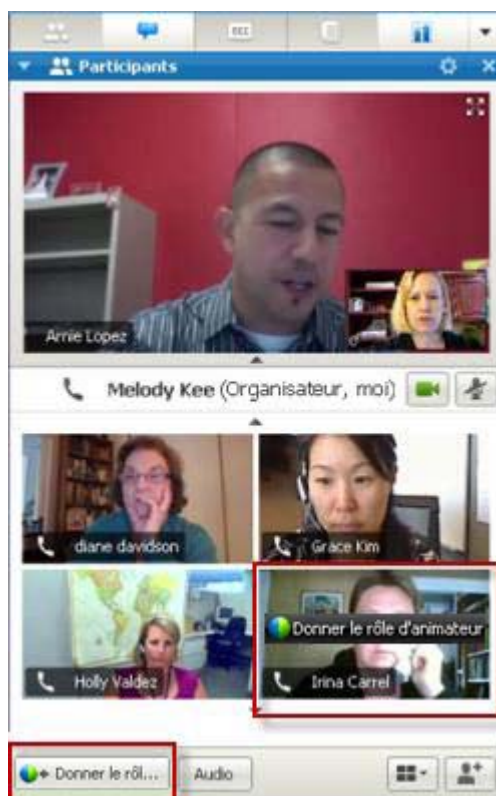 Participants
Arnie Lopez
Melody Kee (Organisateur, moi)
diane davidson
Grace Kim
Donner le rôle d'animateur
Holly Valdez
Irina Carrel
Donner le rôl...
Audio